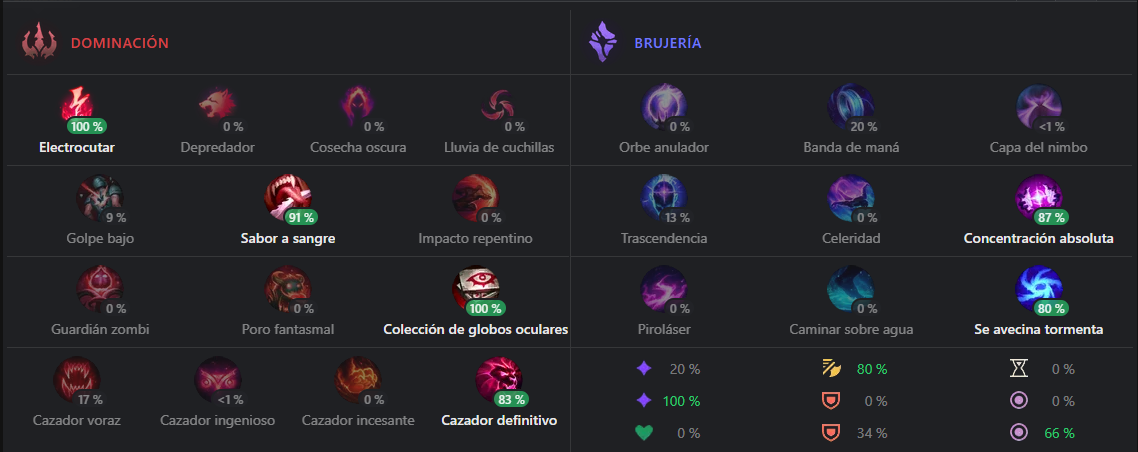 DOMINACIÓN
BRUJERÍA
100 %
0 %
0 %
0 %
Electrocutar
Depredador
Cosecha oscura
Lluvia de cuchillas
0 %
20 %
<1 %
Orbe anulador
Banda de maná
Capa del nimbo
9 %
91 %
0 %
Golpe bajo
Sabor a sangre
Impacto repentino
13 %
0 %
87 %
Trascendencia
Celeridad
Concentración absoluta
0 %
0 %
100 %
Guardián zombi
Poro fantasmal
Colección de globos oculares
0 %
0 %
80 %
Piroláser
Caminar sobre agua
Se avecina tormenta
17 %
<1 %
0 %
83 %
Cazador voraz
Cazador ingenioso
Cazador incesante
Cazador definitivo
20 %
80 %
0 %
100 %
0 %
0 %
0 %
34 %
66 %